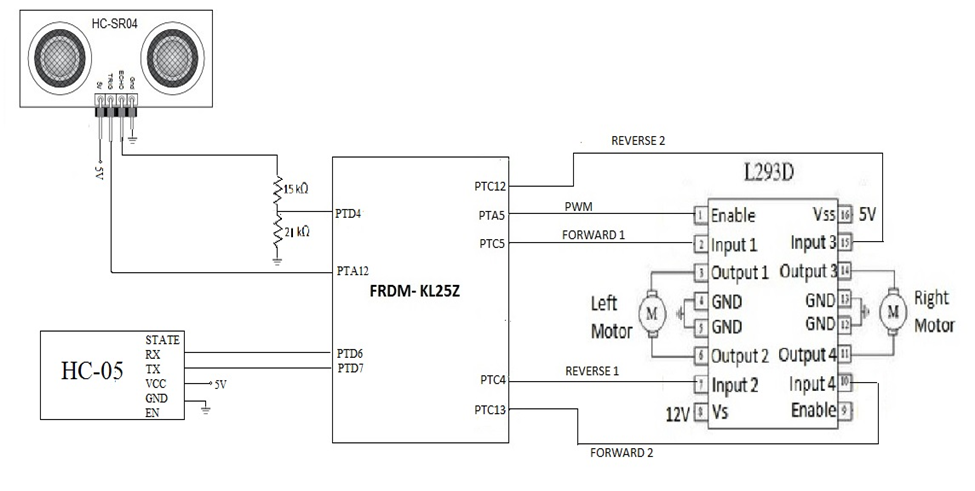 HC-SR04
5v
TRIG
ECHO
Gnd
5V
15 kΩ
21 kΩ
PTD4
PTA12
FRDM- KL25Z
PTD6
PTD7
PTC12
PTA5
PTC5
PTC4
PTC13
HC-05
STATE
RX
TX
VCC
GND
EN
5V
REVERSE 2
PWM
FORWARD 1
REVERSE 1
FORWARD 2
L293D
1 Enable Vss 16 5V
2 Input 1 Input 3 15
3 Output 1 Output 3 14
4 GND GND 13
5 GND GND 12
6 Output 2 Output 4 11
7 Input 2 Input 4 10
12V 8 Vs Enable 9
Left
Motor
M
M
Right
Motor